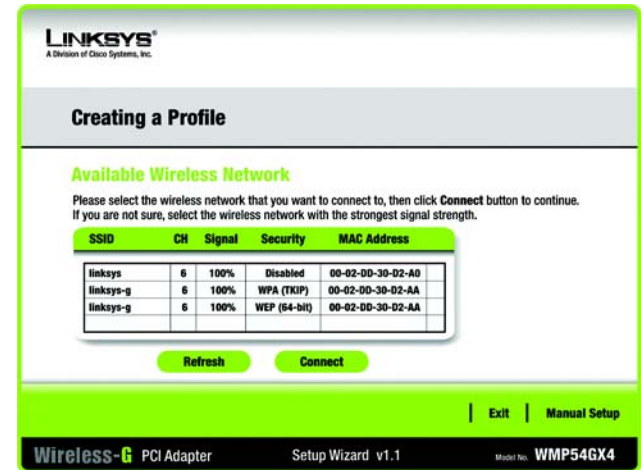 LINKSYS®
A Division of Cisco Systems, Inc.
Creating a Profile
Available Wireless Network
Please select the wireless network that you want to connect to, then click Connect button to continue.
If you are not sure, select the wireless network with the strongest signal strength.
SSID CH Signal Security MAC Address
linksys 6 100% Disabled 00-02-DD-30-D2-A0
linksys-g 6 100% WPA (TKIP) 00-02-DD-30-D2-AA
linksys-g 6 100% WEP (64-bit) 00-02-DD-30-D2-AA
Refresh Connect
Exit Manual Setup
Wireless-G PCI Adapter Setup Wizard v1.1 Model No. WMP54GX4